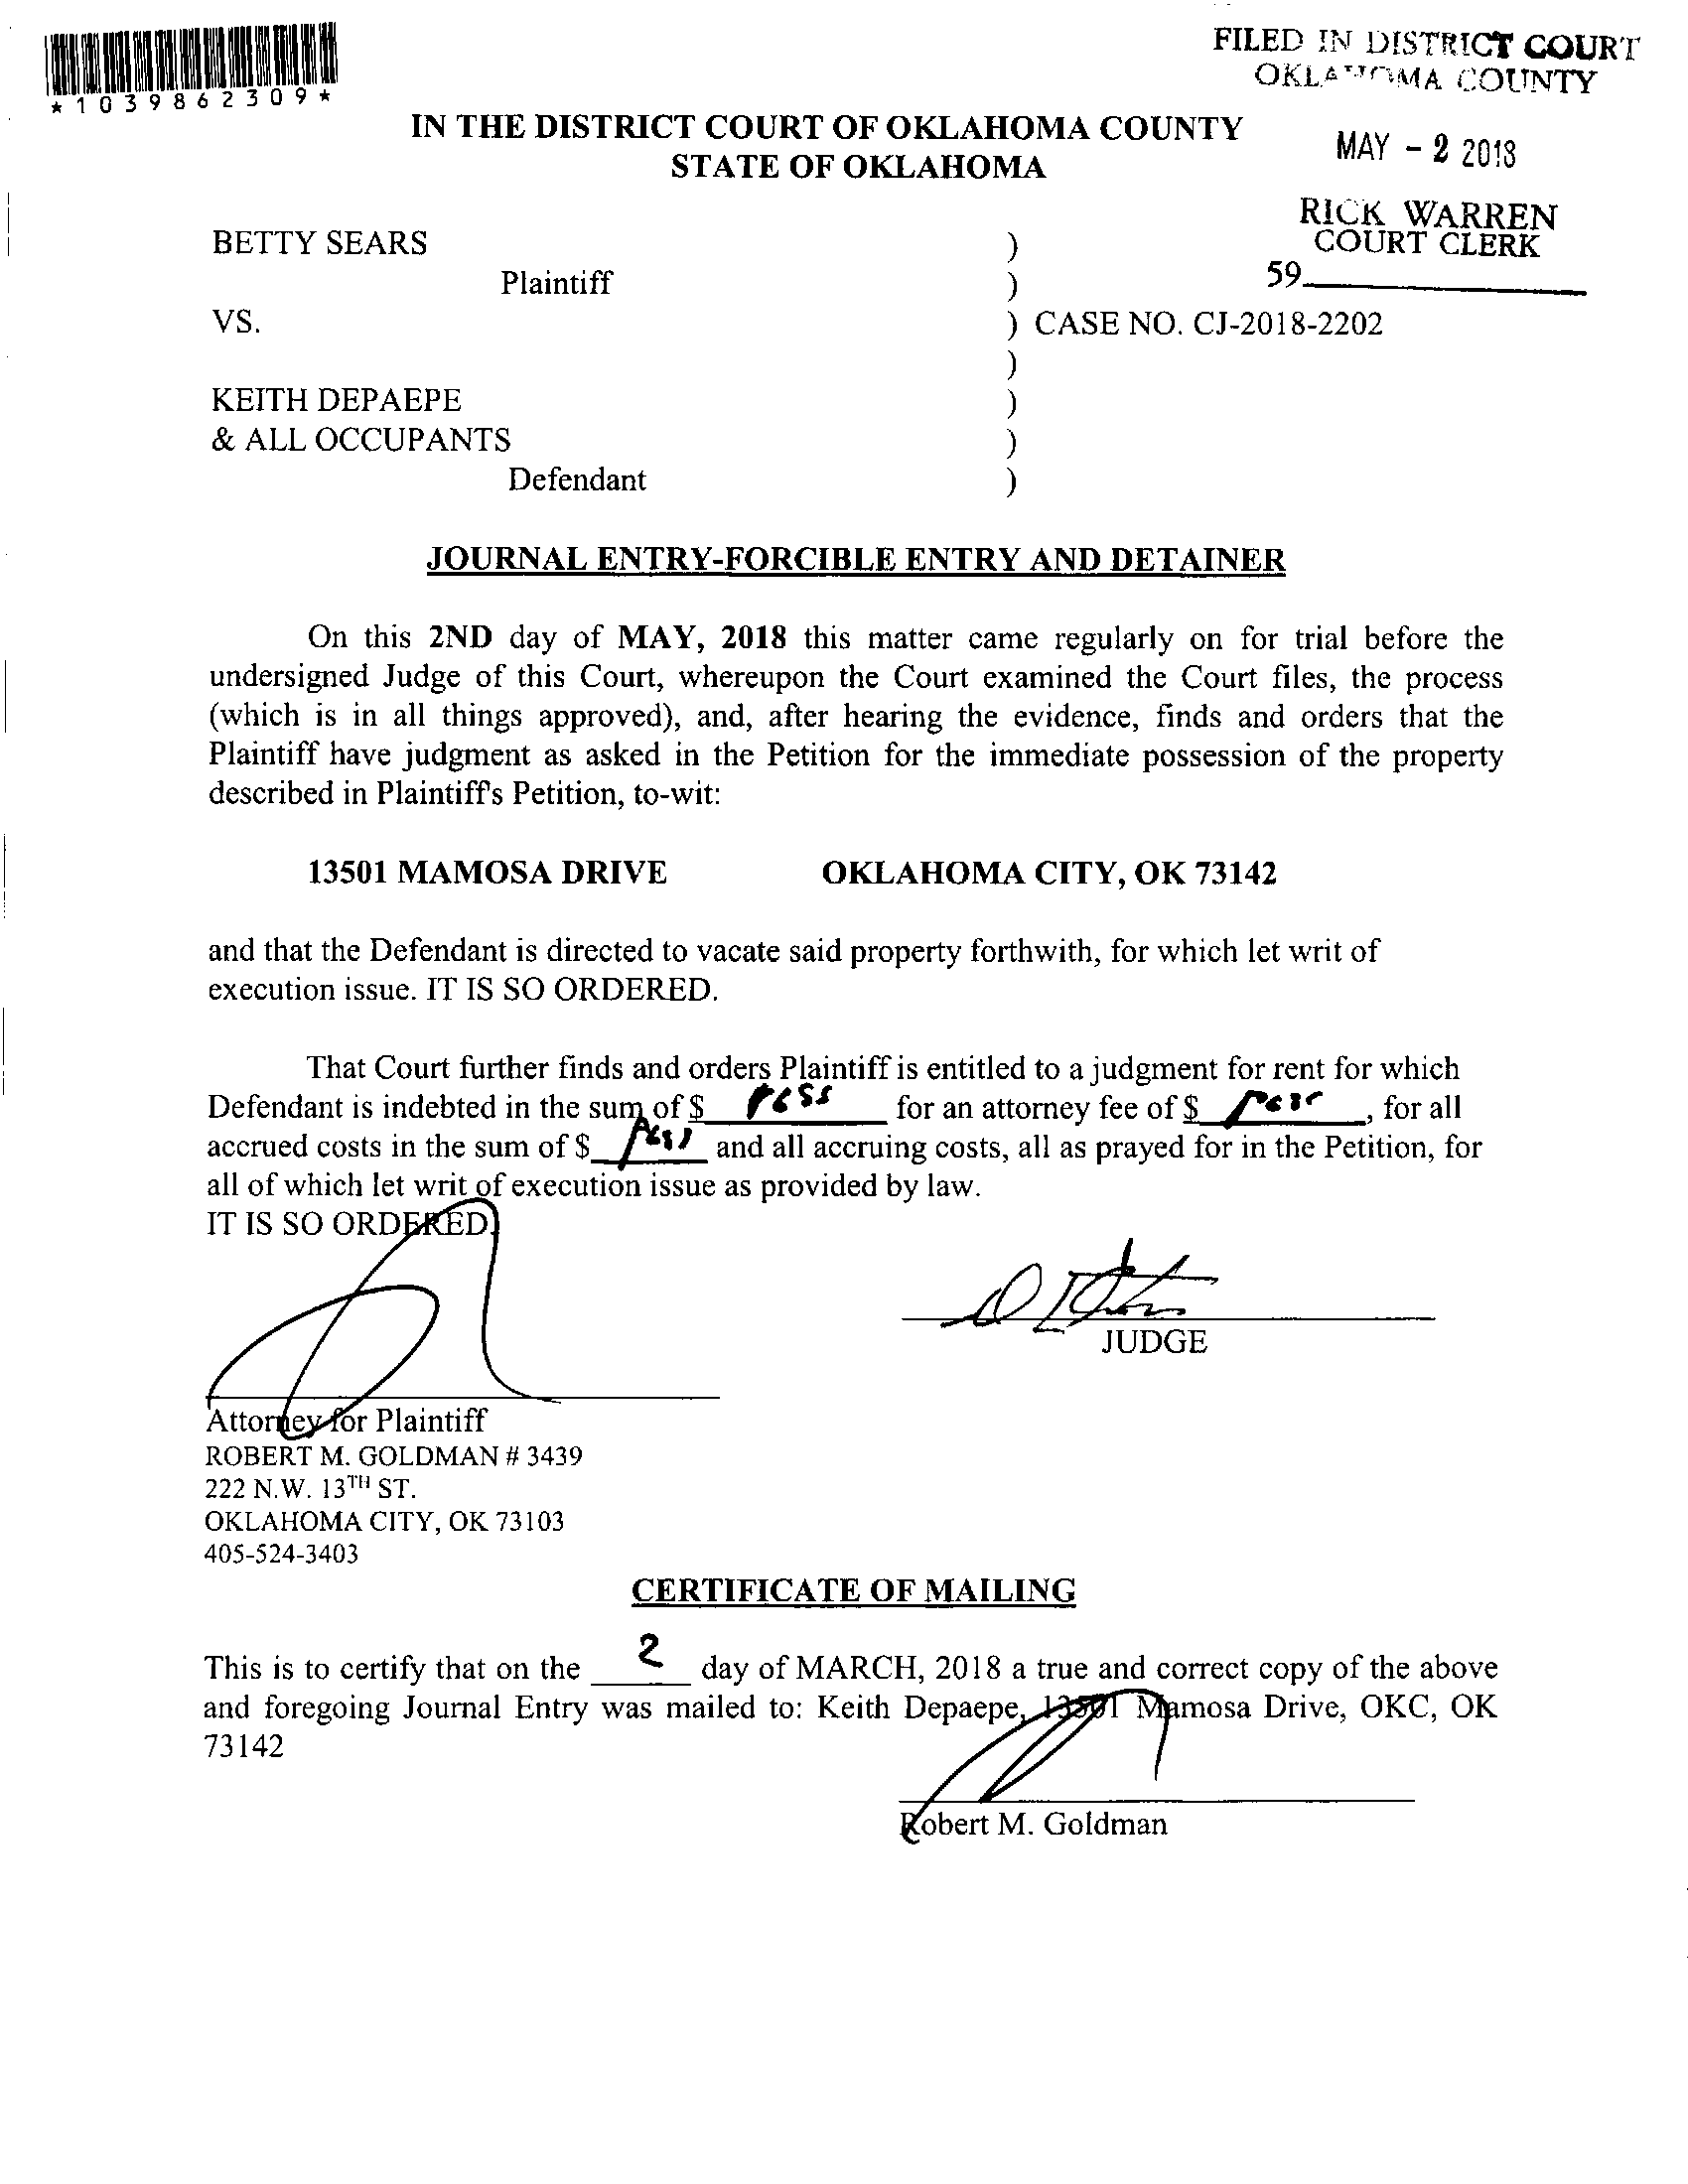 *1039862309*
FILED IN DISTRICT COURT
OKLAHOMA COUNTY
MAY - 2 2018
RICK WARREN
COURT CLERK
59
IN THE DISTRICT COURT OF OKLAHOMA COUNTY
STATE OF OKLAHOMA
BETTY SEARS )
Plaintiff )
VS. ) CASE NO. CJ-2018-2202
)
KEITH DEPAEPE )
& ALL OCCUPANTS )
Defendant )
JOURNAL ENTRY-FORCIBLE ENTRY AND DETAINER
On this 2ND day of MAY, 2018 this matter came regularly on for trial before the
undersigned Judge of this Court, whereupon the Court examined the Court files, the process
(which is in all things approved), and, after hearing the evidence, finds and orders that the
Plaintiff have judgment as asked in the Petition for the immediate possession of the property
described in Plaintiff's Petition, to-wit:
13501 MAMOSA DRIVE OKLAHOMA CITY, OK 73142
and that the Defendant is directed to vacate said property forthwith, for which let writ of
execution issue. IT IS SO ORDERED.
That Court further finds and orders Plaintiff is entitled to a judgment for rent for which
Defendant is indebted in the sum of $ for an attorney fee of $ , for all
accrued costs in the sum of $ and all accruing costs, all as prayed for in the Petition, for
all of which let writ of execution issue as provided by law.
IT IS SO ORDERED.
JUDGE
Attorney for Plaintiff
ROBERT M. GOLDMAN # 3439
222 N.W. 13TH ST.
OKLAHOMA CITY, OK 73103
405-524-3403
CERTIFICATE OF MAILING
This is to certify that on the 2 day of MARCH, 2018 a true and correct copy of the above
and foregoing Journal Entry was mailed to: Keith Depaepe, 13501 Mamosa Drive, OKC, OK
73142
Robert M. Goldman